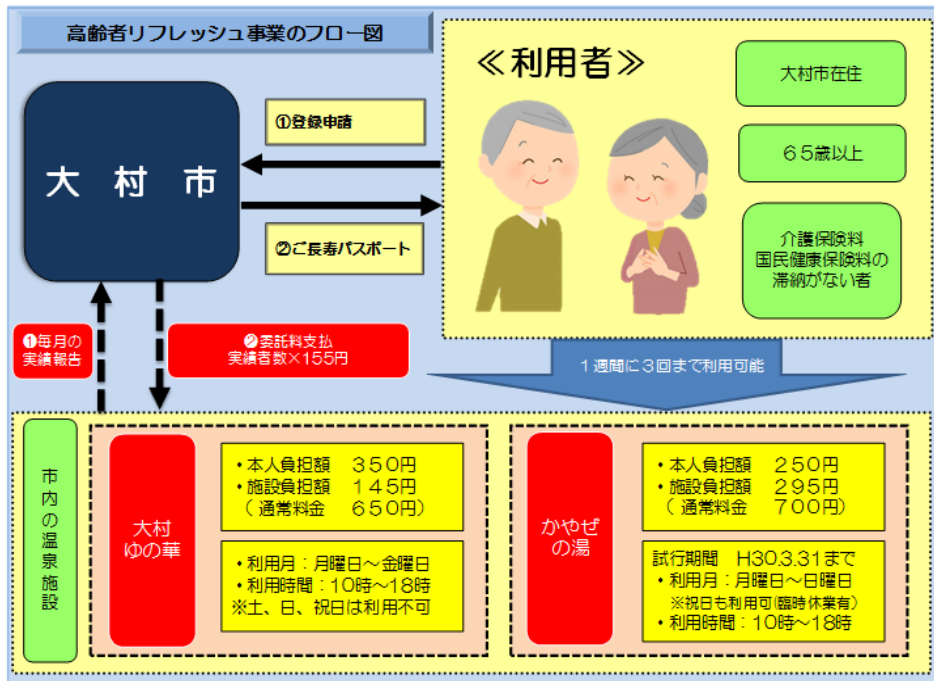 高齢者リフレッシュ事業のフロー図
≪利用者≫
大村市在住
６５歳以上
介護保険料
国民健康保険料の
滞納がない者
大村市
①登録申請
②ご長寿パスポート
❶毎月の
実績報告
❷委託料支払
実績者数×155円
１週間に３回まで利用可能
市内の温泉施設
大村
ゆの華
・本人負担額　３５０円
・施設負担額　１４５円
（ 通常料金　６５０円）
・利用月：月曜日～金曜日
・利用時間：１０時～１８時
※土、日、祝日は利用不可
かやぜ
の湯
・本人負担額　２５０円
・施設負担額　２９５円
（ 通常料金　７００円）
試行期間　H30.3.31まで
・利用月：月曜日～日曜日
※祝日も利用可(臨時休業有)
・利用時間：１０時～１８時